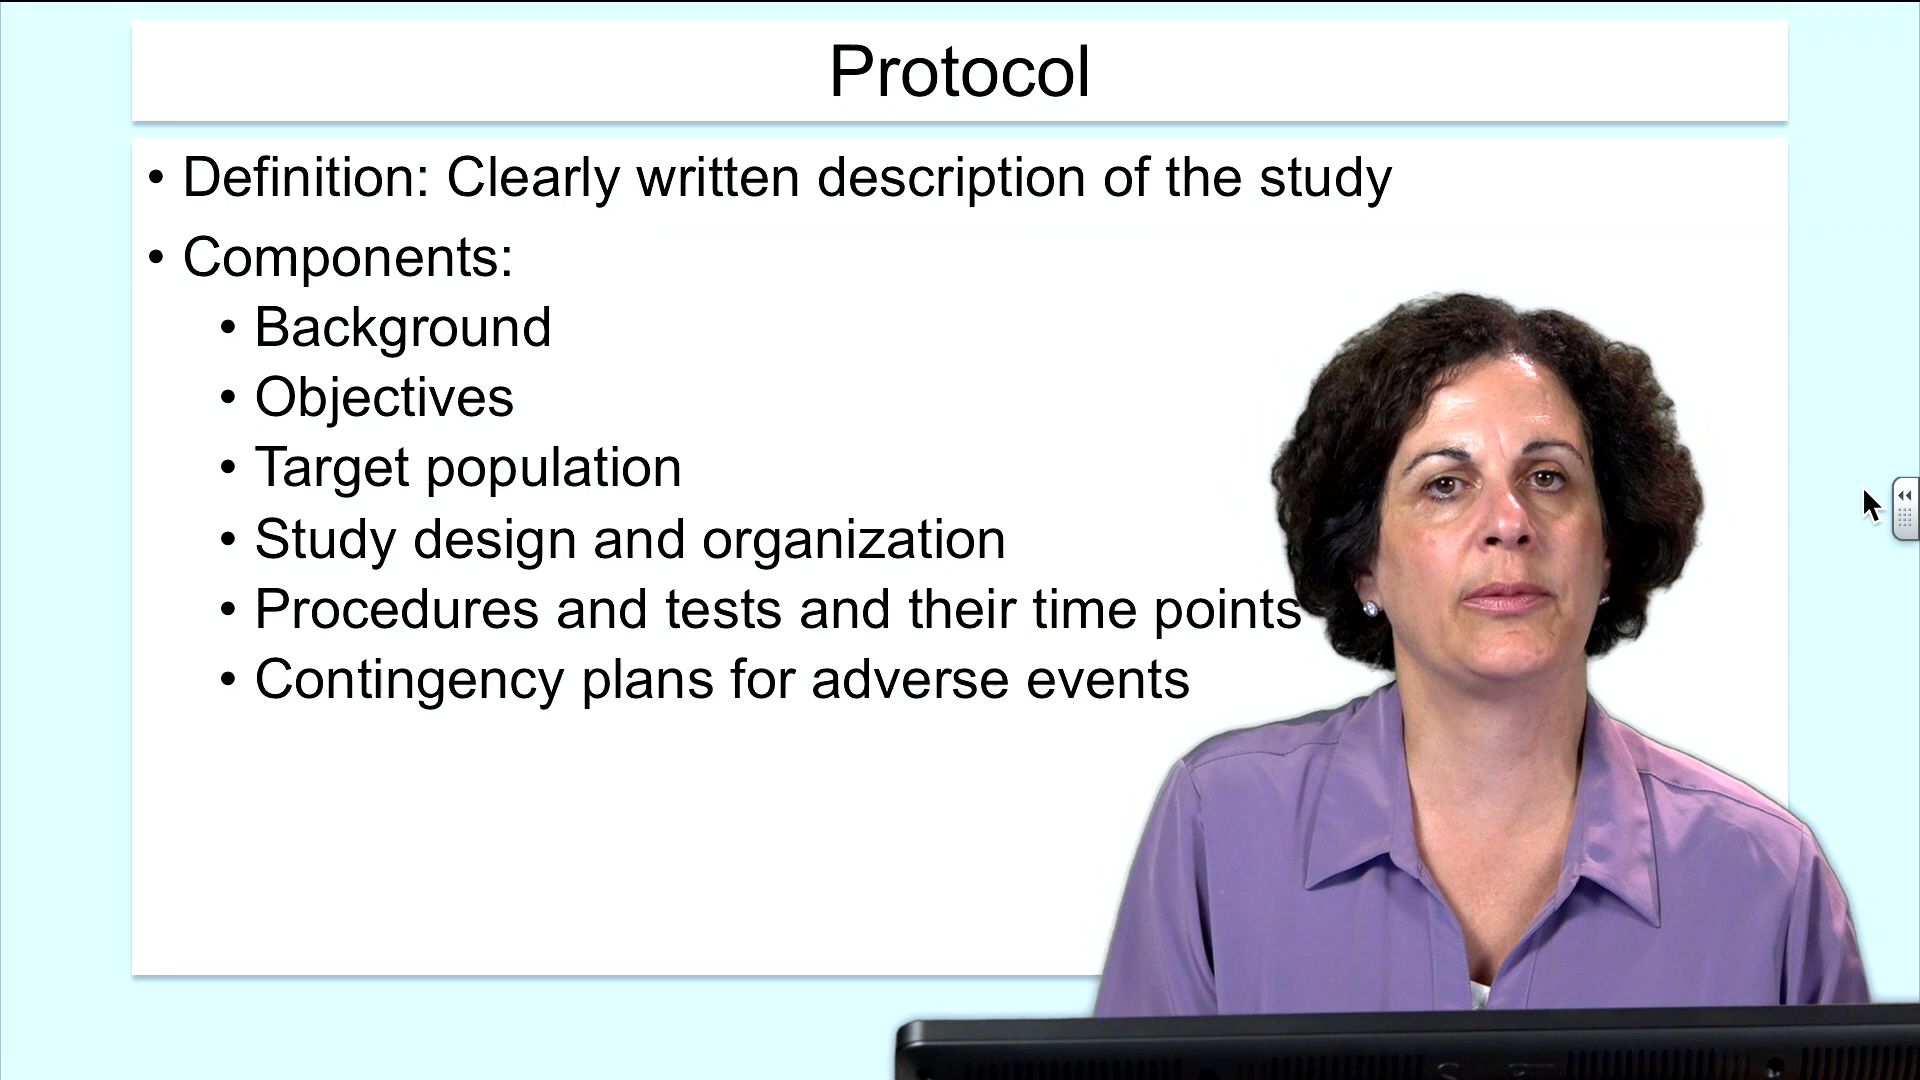 Protocol
• Definition: Clearly written description of the study
• Components:
• Background
• Objectives
• Target population
• Study design and organization
• Procedures and tests and their time points
• Contingency plans for adverse events